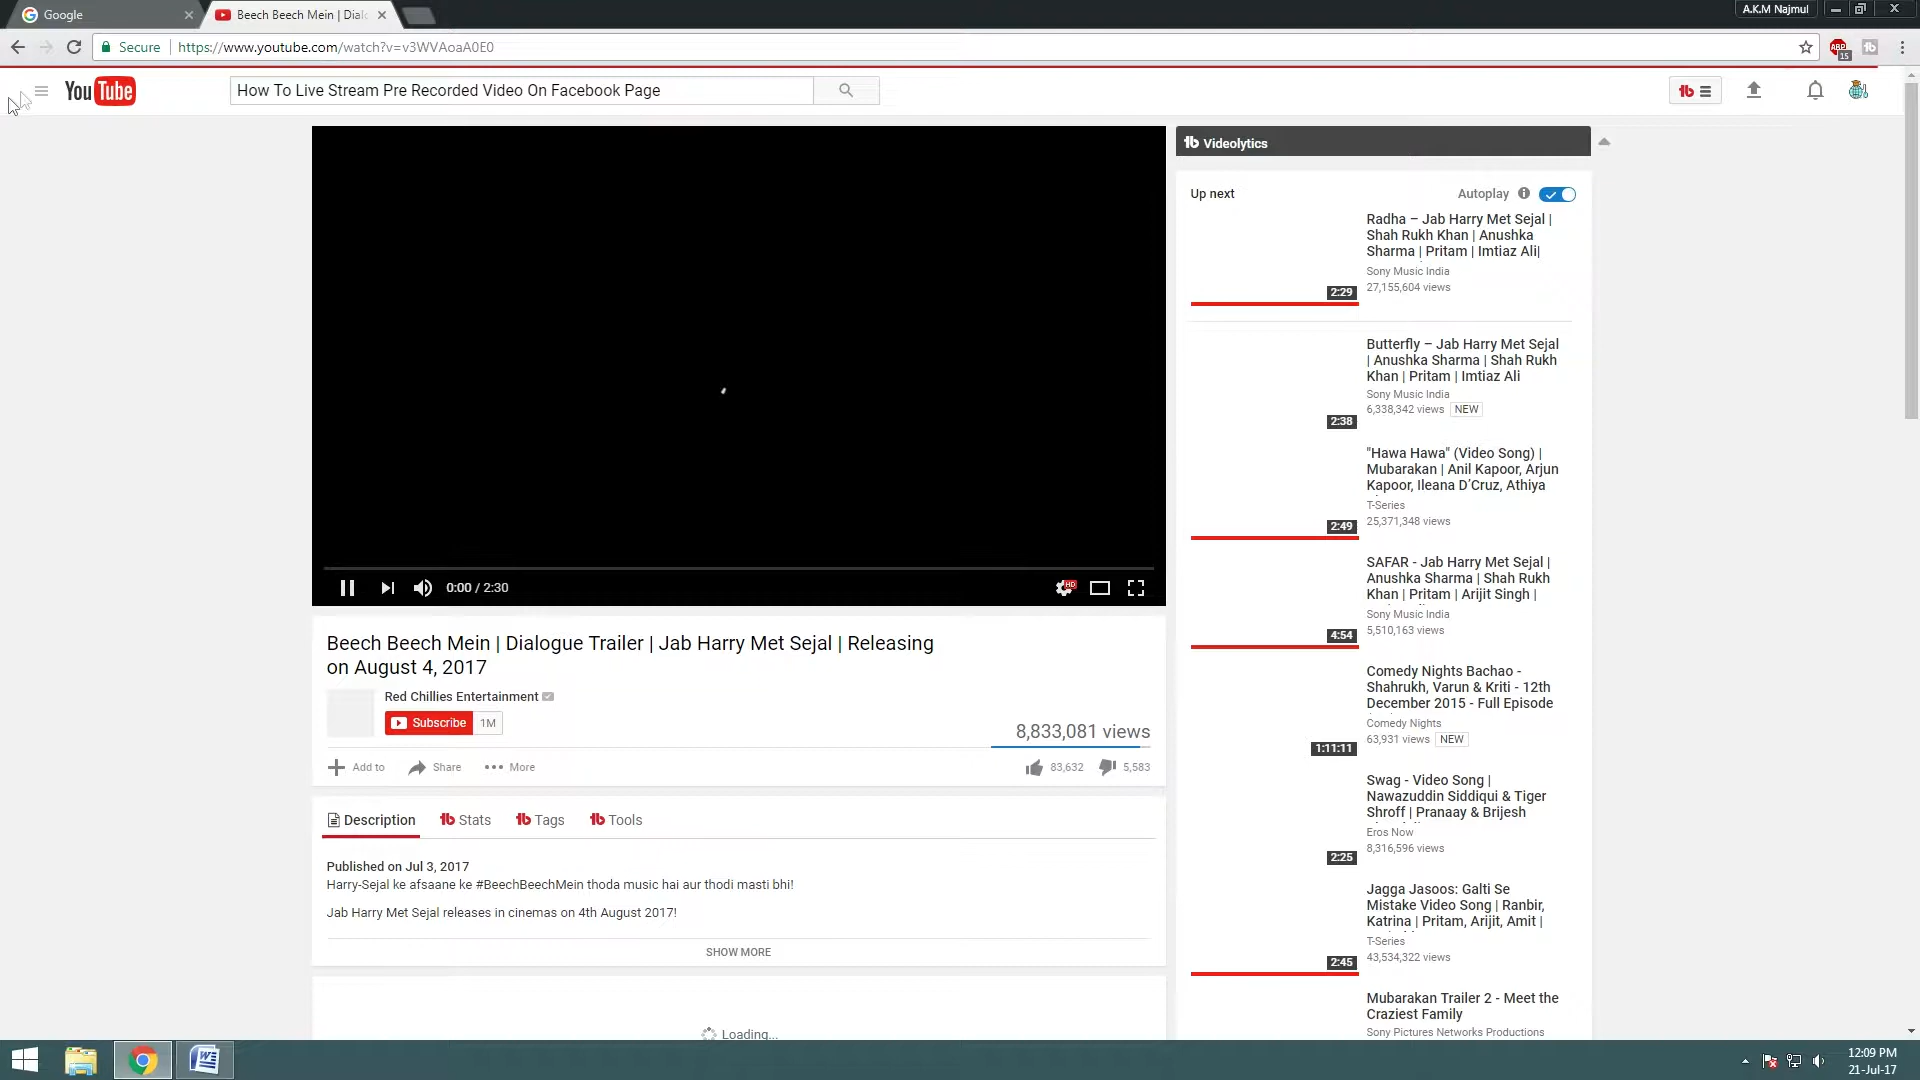 Google
Beech Beech Mein | Dial
A.K.M Najmul
Secure
https://www.youtube.com/watch?v=v3WVAoaA0E0
ABP
15
YouTube
How To Live Stream Pre Recorded Video On Facebook Page
Videolytics
Up next
Autoplay
Radha – Jab Harry Met Sejal |
Shah Rukh Khan | Anushka
Sharma | Pritam | Imtiaz Ali|
Sony Music India
27,155,604 views
2:29
Butterfly – Jab Harry Met Sejal
| Anushka Sharma | Shah Rukh
Khan | Pritam | Imtiaz Ali
Sony Music India
6,338,342 views NEW
2:38
"Hawa Hawa" (Video Song) |
Mubarakan | Anil Kapoor, Arjun
Kapoor, Ileana D'Cruz, Athiya
T-Series
25,371,348 views
2:49
SAFAR - Jab Harry Met Sejal |
Anushka Sharma | Shah Rukh
Khan | Pritam | Arijit Singh |
Sony Music India
5,510,163 views
4:54
Comedy Nights Bachao -
Shahrukh, Varun & Kriti - 12th
December 2015 - Full Episode
Comedy Nights
63,931 views NEW
1:11:11
Swag - Video Song |
Nawazuddin Siddiqui & Tiger
Shroff | Pranaay & Brijesh
Eros Now
8,316,596 views
2:25
Jagga Jasoos: Galti Se
Mistake Video Song | Ranbir,
Katrina | Pritam, Arijit, Amit |
T-Series
43,534,322 views
2:45
Mubarakan Trailer 2 - Meet the
Craziest Family
Sony Pictures Networks Productions
0:00 / 2:30
HD
Beech Beech Mein | Dialogue Trailer | Jab Harry Met Sejal | Releasing
on August 4, 2017
Red Chillies Entertainment
Subscribe 1M
8,833,081 views
Add to
Share
More
83,632
5,583
Description
Stats
Tags
Tools
Published on Jul 3, 2017
Harry-Sejal ke afsaane ke #BeechBeechMein thoda music hai aur thodi masti bhi!
Jab Harry Met Sejal releases in cinemas on 4th August 2017!
SHOW MORE
Loading...
12:09 PM
21-Jul-17